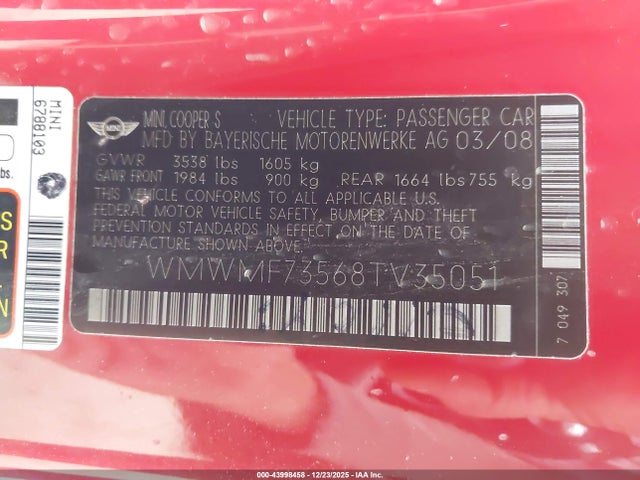 MINI
6788103
S
R
S!
MINI
MINI COOPER S VEHICLE TYPE: PASSENGER CAR
MFD BY BAYERISCHE MOTORENWERKE AG 03/08
GVWR 3538 lbs 1605 kg
GAWR FRONT 1984 lbs 900 kg REAR 1664 lbs 755 kg
THIS VEHICLE CONFORMS TO ALL APPLICABLE U.S.
FEDERAL MOTOR VEHICLE SAFETY, BUMPER AND THEFT
PREVENTION STANDARDS IN EFFECT ON THE DATE OF
MANUFACTURE SHOWN ABOVE.
WMWMF73568TV35051
7 049 307
000-43998458 - 12/23/2025 - IAA Inc.